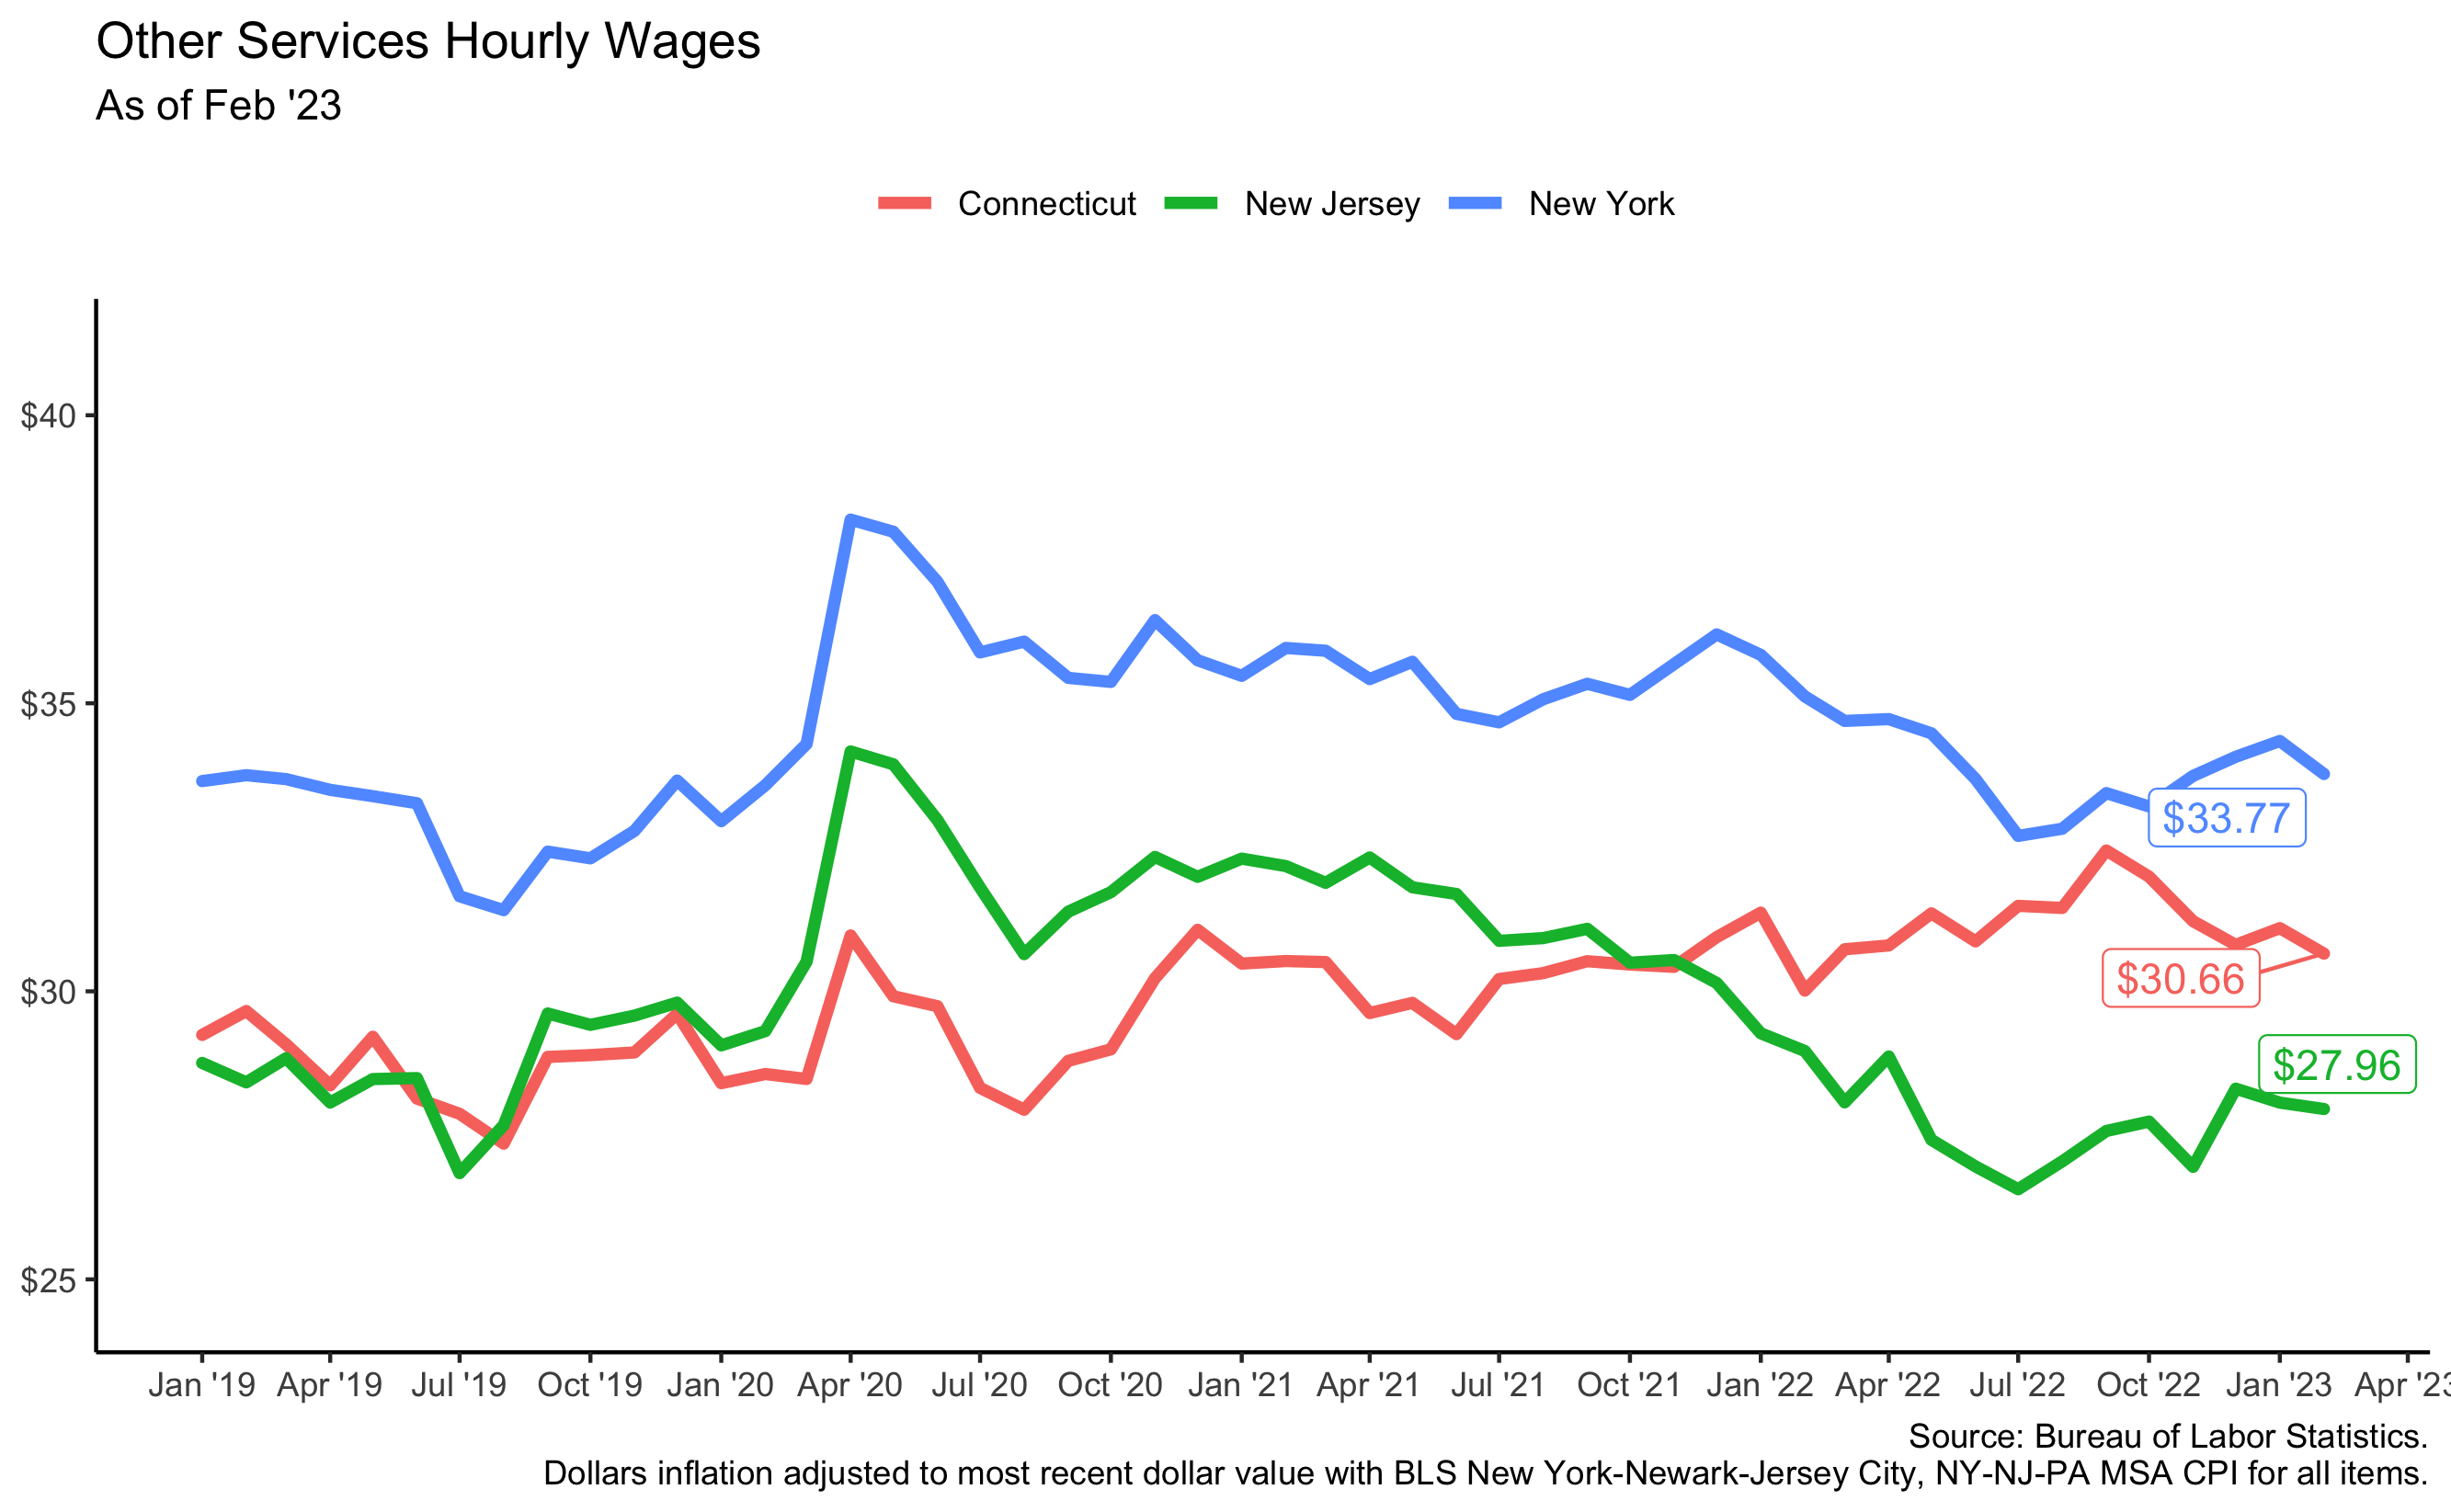 Other Services Hourly Wages
As of Feb '23
Connecticut New Jersey New York
$40
$35
$30
$25
$33.77
$30.66
$27.96
Jan '19 Apr '19 Jul '19 Oct '19 Jan '20 Apr '20 Jul '20 Oct '20 Jan '21 Apr '21 Jul '21 Oct '21 Jan '22 Apr '22 Jul '22 Oct '22 Jan '23 Apr '23
Source: Bureau of Labor Statistics.
Dollars inflation adjusted to most recent dollar value with BLS New York-Newark-Jersey City, NY-NJ-PA MSA CPI for all items.